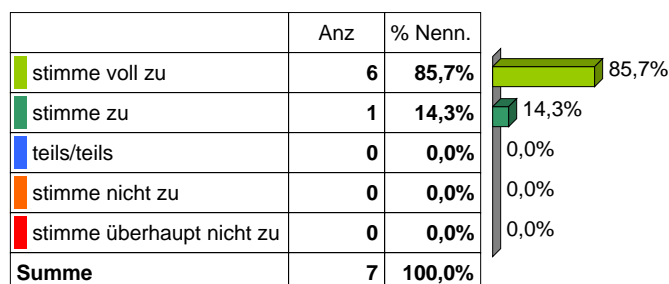 Anz % Nenn.
stimme voll zu 6 85,7% 85,7%
stimme zu 1 14,3% 14,3%
teils/teils 0 0,0% 0,0%
stimme nicht zu 0 0,0% 0,0%
stimme überhaupt nicht zu 0 0,0% 0,0%
Summe 7 100,0%